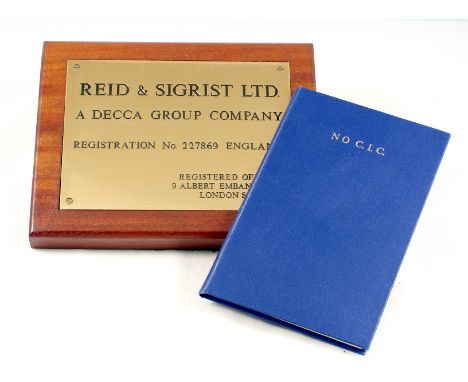 REID & SIGRIST LTD.
A DECCA GROUP COMPANY
REGISTRATION No. 227869 ENGLAN
REGISTERED OF
9 ALBERT EMBAN
LONDON S
NO C.I.C.